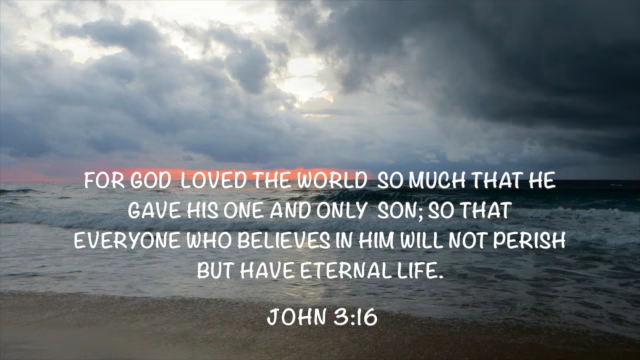 FOR GOD LOVED THE WORLD SO MUCH THAT HE
GAVE HIS ONE AND ONLY SON; SO THAT
EVERYONE WHO BELIEVES IN HIM WILL NOT PERISH
BUT HAVE ETERNAL LIFE.
JOHN 3:16